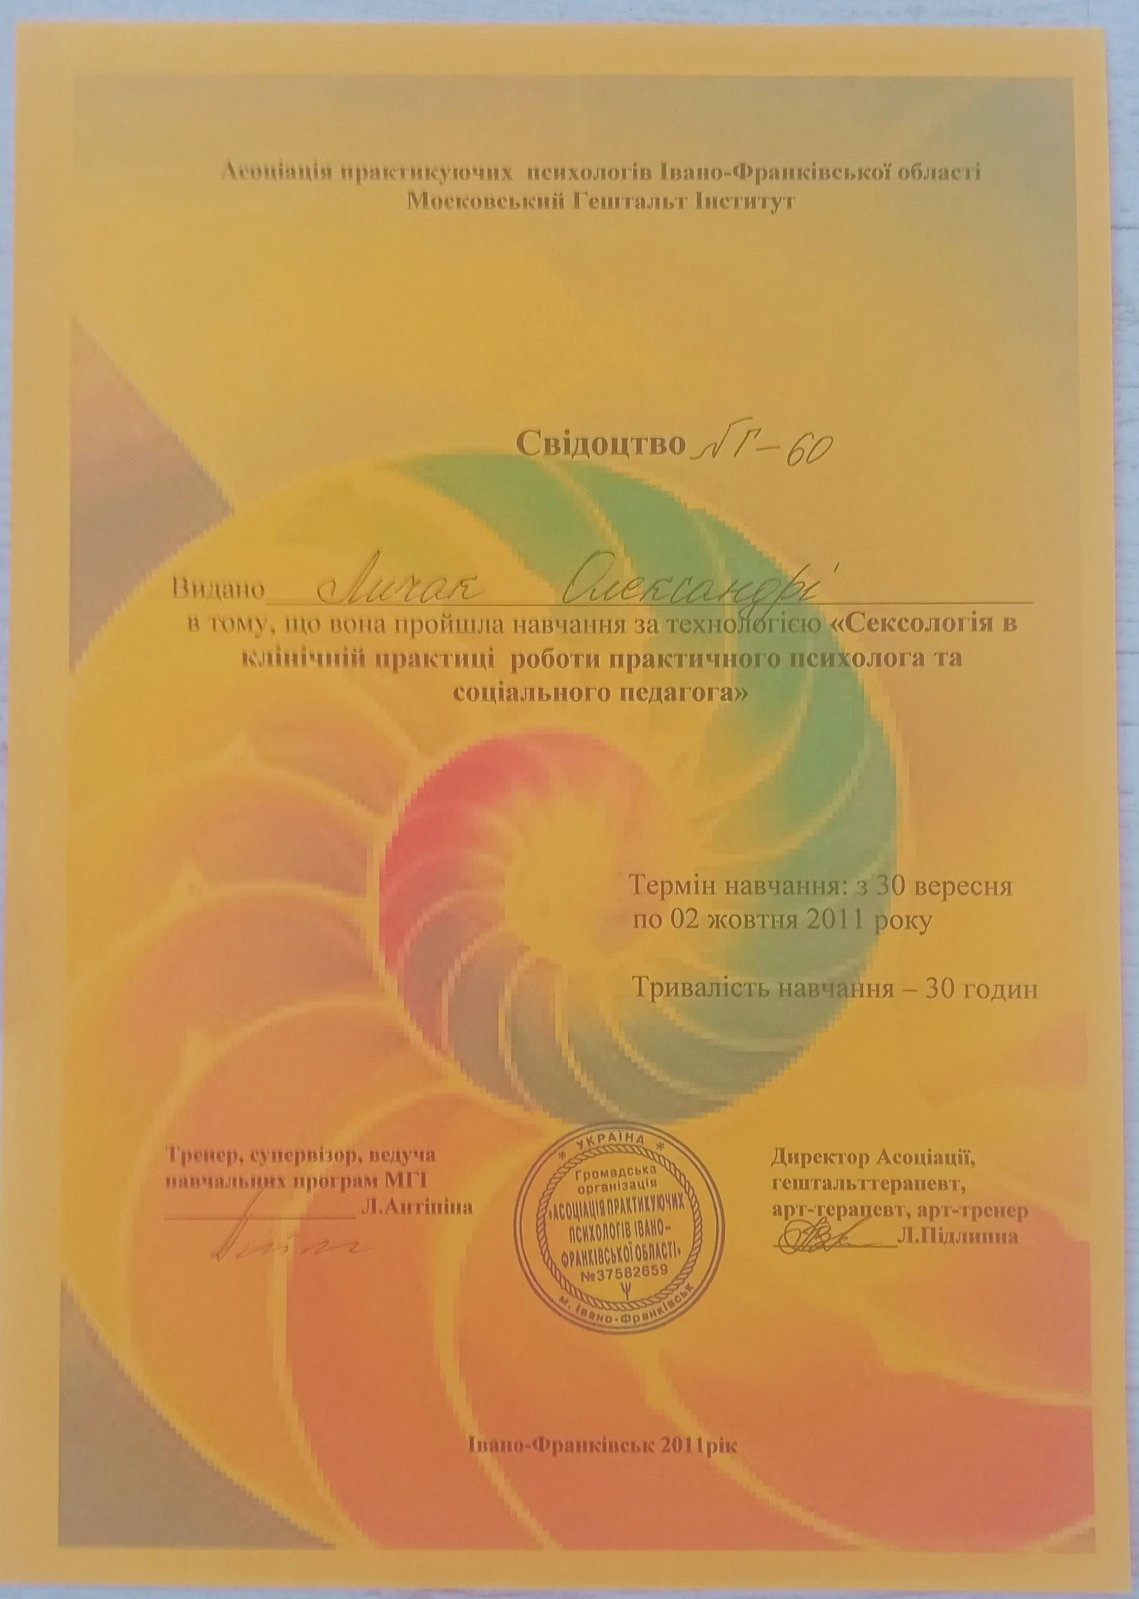 Асоціація практикуючих психологів Івано-Франківської області
Московський Гештальт Інститут
Свідоцтво №Г-60
Видано Личак Олександрі
в тому, що вона пройшла навчання за технологією «Сексологія в
клінічній практиці роботи практичного психолога та
соціального педагога»
Термін навчання: з 30 вересня
по 02 жовтня 2011 року
Тривалість навчання – 30 годин
Тренер, супервізор, ведуча
навчальних програм МГІ
Л.Антіпіна
* УКРАЇНА *
Громадська
організація
«АСОЦІАЦІЯ ПРАКТИКУЮЧИХ
ПСИХОЛОГІВ ІВАНО-
ФРАНКІВСЬКОЇ ОБЛАСТІ»
№37582659
м. Івано-Франківськ
Директор Асоціації,
гештальттерапевт,
арт-терапевт, арт-тренер
Л.Підлипна
Івано-Франківськ 2011рік